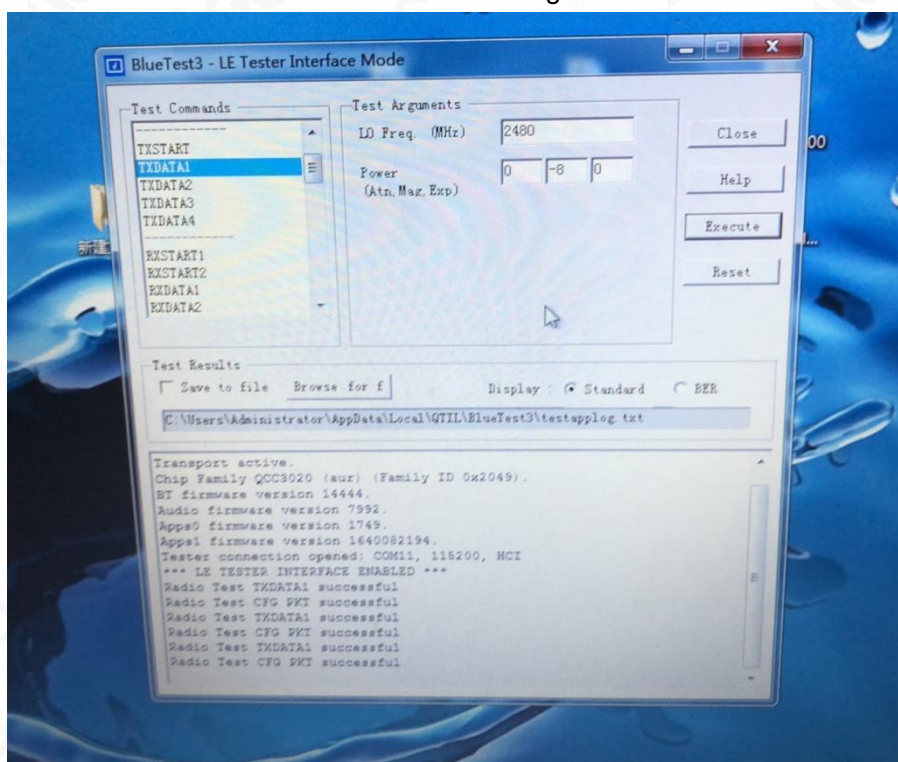 BlueTest3 - LE Tester Interface Mode
Test Commands
TXSTART
TXDATA1
TXDATA2
TXDATA3
TXDATA4
RXSTART1
RXSTART2
RXDATA1
RXDATA2
Test Arguments
LO Freq. (MHz) 2480
Power 0 -8 0
(Atn, Mag, Exp)
Close
Help
Execute
Reset
Test Results
Save to file Browse for f Display : Standard BER
C:\Users\Administrator\AppData\Local\QTIL\BlueTest3\testapplog.txt
Transport active.
Chip Family QCC3020 (aur) (Family ID 0x2049).
BT firmware version 14444.
Audio firmware version 7992.
Apps0 firmware version 1749.
Apps1 firmware version 1640082194.
Tester connection opened: COM11, 115200, HCI
*** LE TESTER INTERFACE ENABLED ***
Radio Test TXDATA1 successful
Radio Test CFG PKT successful
Radio Test TXDATA1 successful
Radio Test CFG PKT successful
Radio Test TXDATA1 successful
Radio Test CFG PKT successful
新建
00